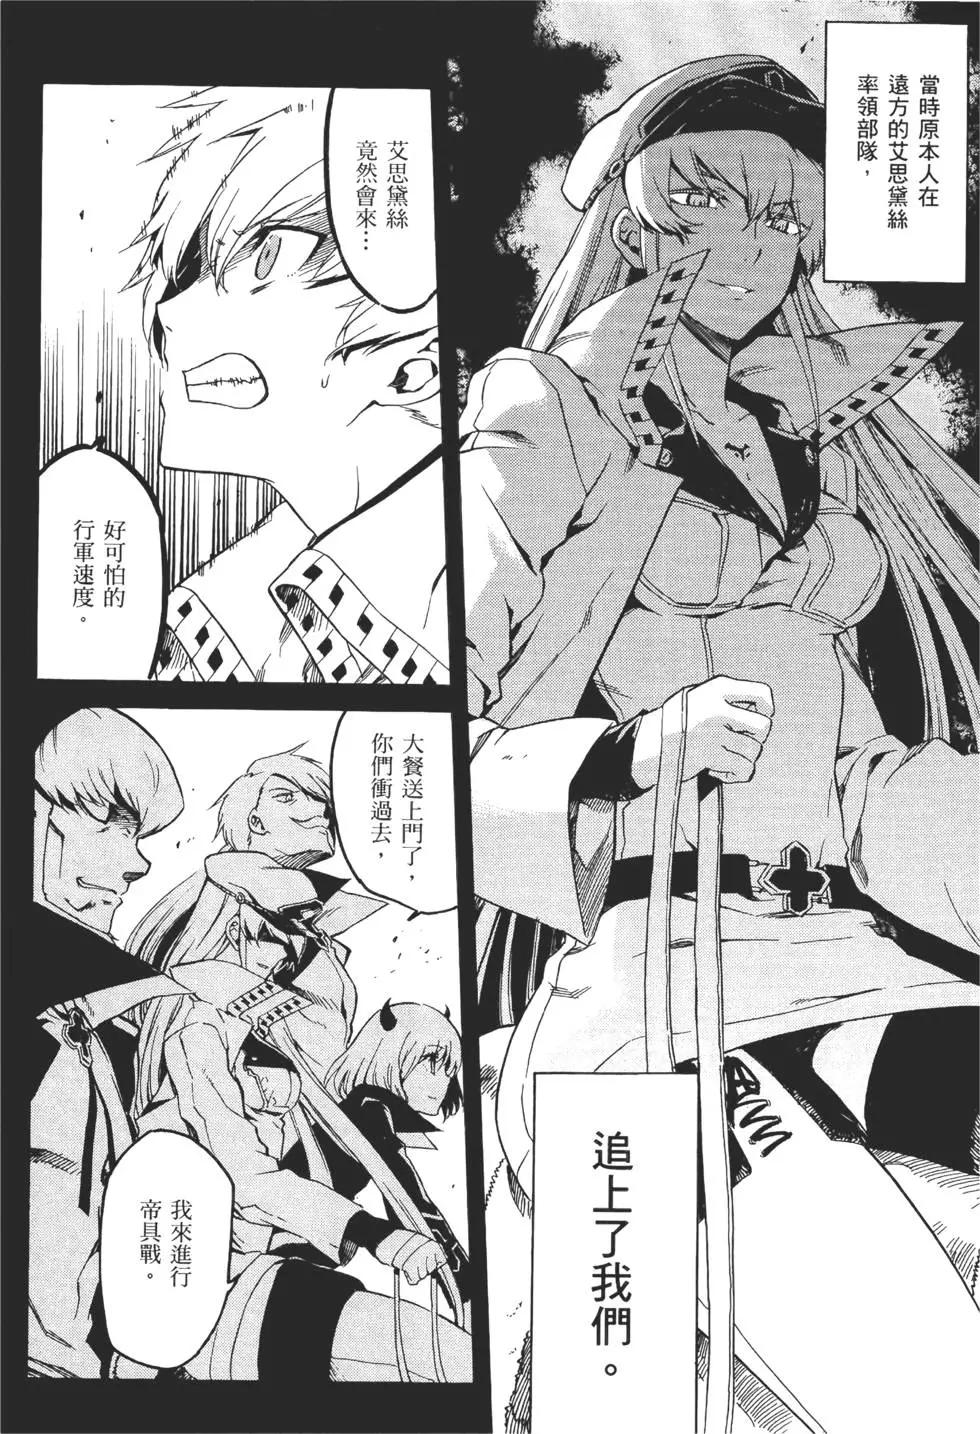 當時原本人在
遠方的艾思黛絲
率領部隊，
追上了我們。
艾思黛絲
竟然會來…
好可怕的
行軍速度。
大餐送上門了，
你們衝過去，
我來進行
帝具戰。